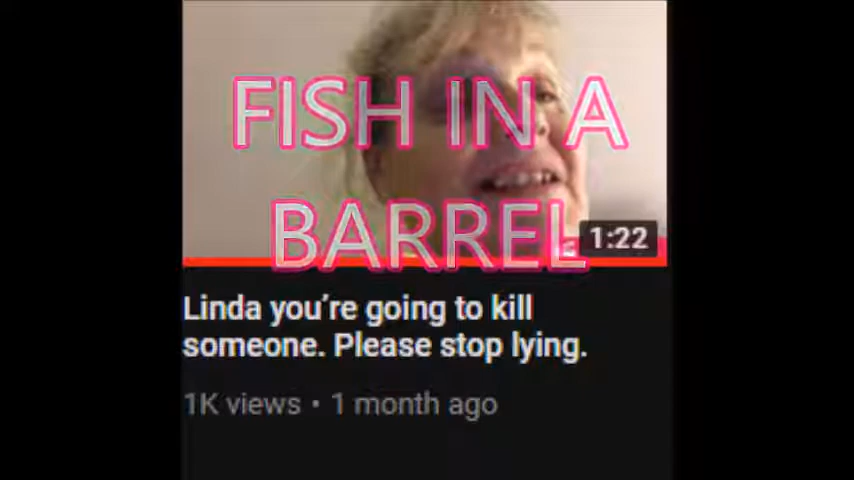 FISH IN A
BARREL
1:22
Linda you're going to kill
someone. Please stop lying.
1K views • 1 month ago